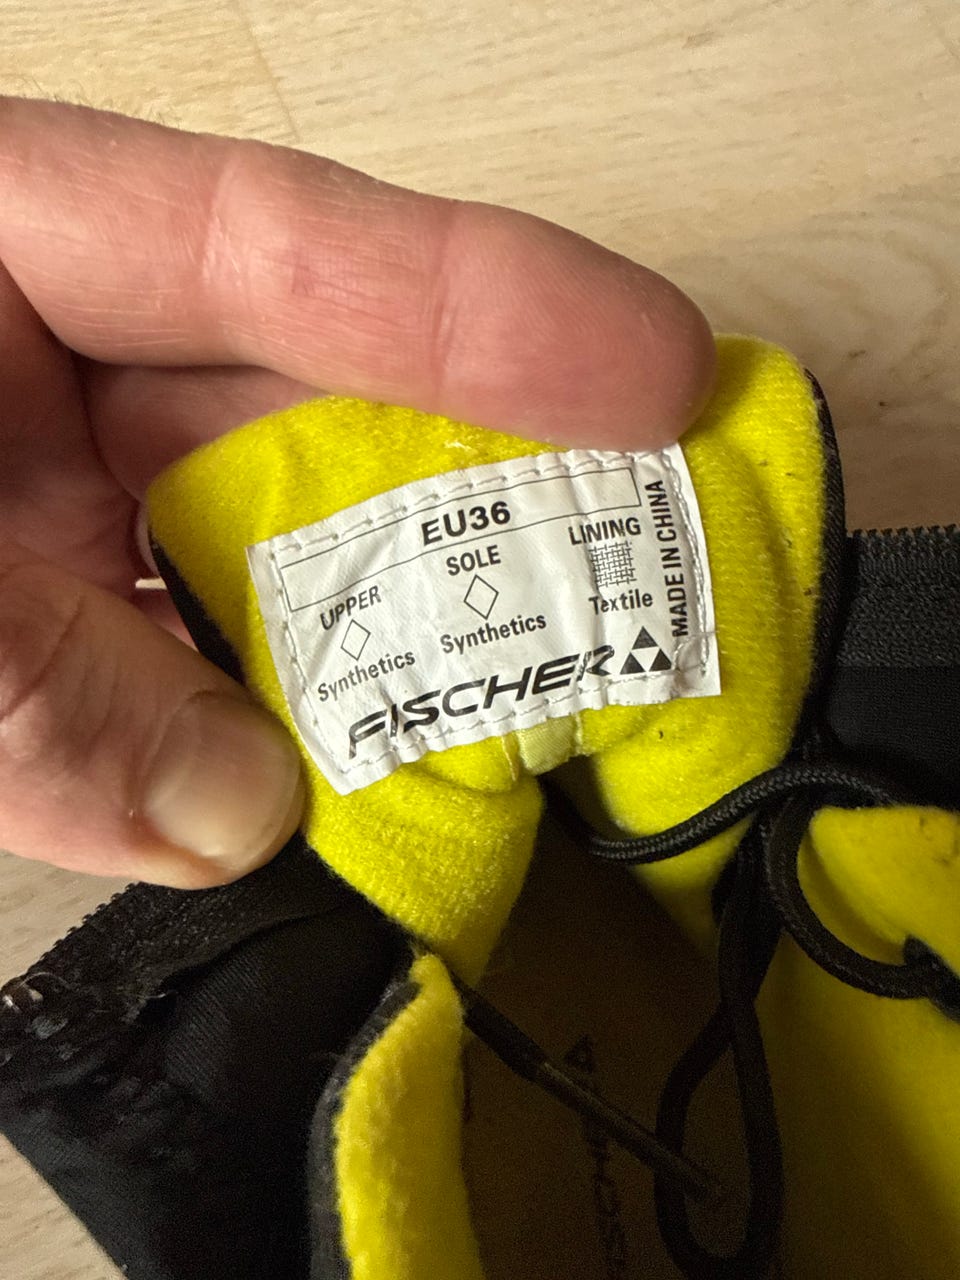 EU36
UPPER
Synthetics
SOLE
Synthetics
LINING
Textile
MADE IN CHINA
FISCHER